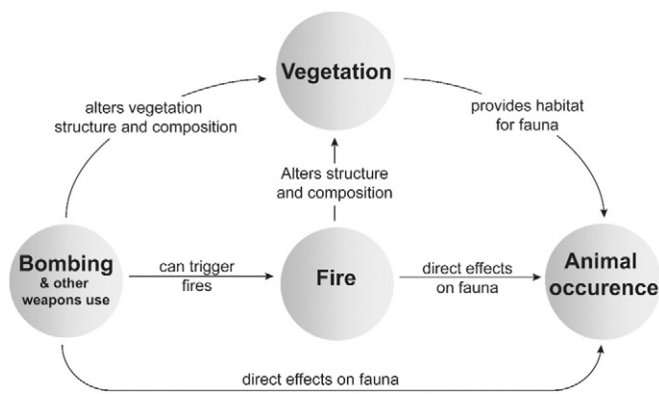 Vegetation
alters vegetation
structure and composition
provides habitat
for fauna
Alters structure
and composition
Bombing
& other
weapons use
can trigger
fires
Fire
direct effects
on fauna
Animal
occurence
direct effects on fauna